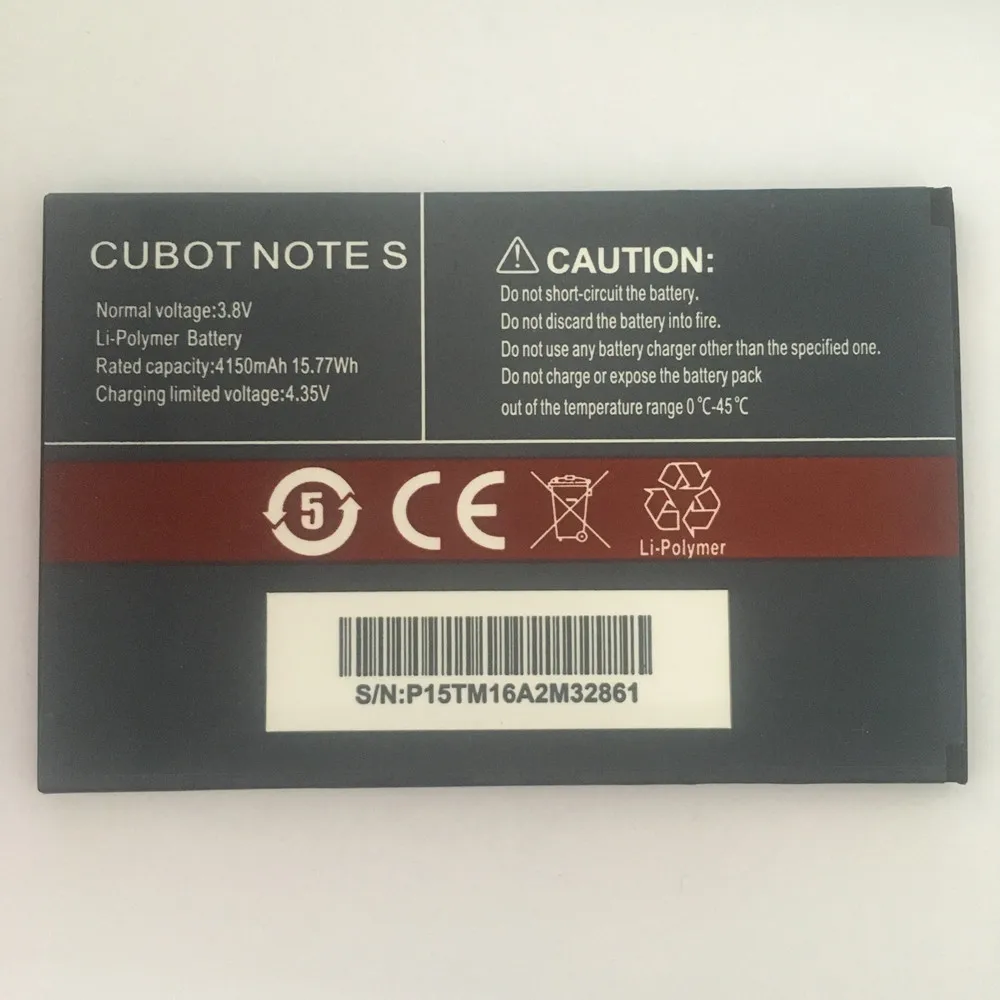 CUBOT NOTE S
Normal voltage:3.8V
Li-Polymer Battery
Rated capacity:4150mAh 15.77Wh
Charging limited voltage:4.35V
CAUTION:
Do not short-circuit the battery.
Do not discard the battery into fire.
Do not use any battery charger other than the specified one.
Do not charge or expose the battery pack
out of the temperature range 0℃-45℃
5
CE
Li-Polymer
S/N:P15TM16A2M32861